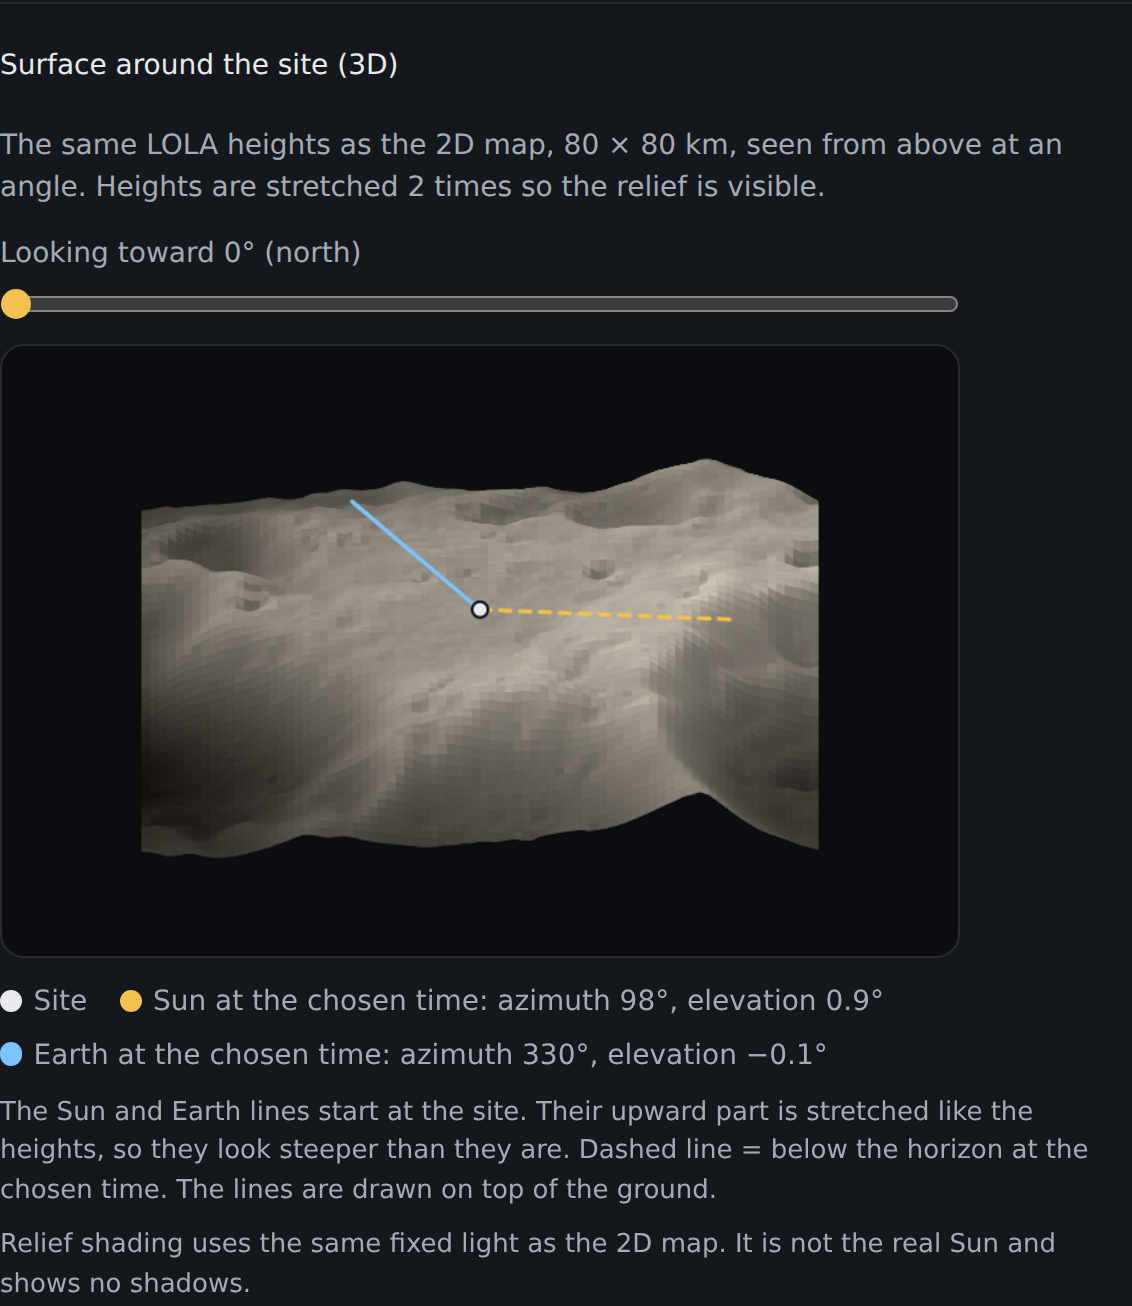 Surface around the site (3D)
The same LOLA heights as the 2D map, 80 × 80 km, seen from above at an
angle. Heights are stretched 2 times so the relief is visible.
Looking toward 0° (north)
Site
Sun at the chosen time: azimuth 98°, elevation 0.9°
Earth at the chosen time: azimuth 330°, elevation −0.1°
The Sun and Earth lines start at the site. Their upward part is stretched like the
heights, so they look steeper than they are. Dashed line = below the horizon at the
chosen time. The lines are drawn on top of the ground.
Relief shading uses the same fixed light as the 2D map. It is not the real Sun and
shows no shadows.